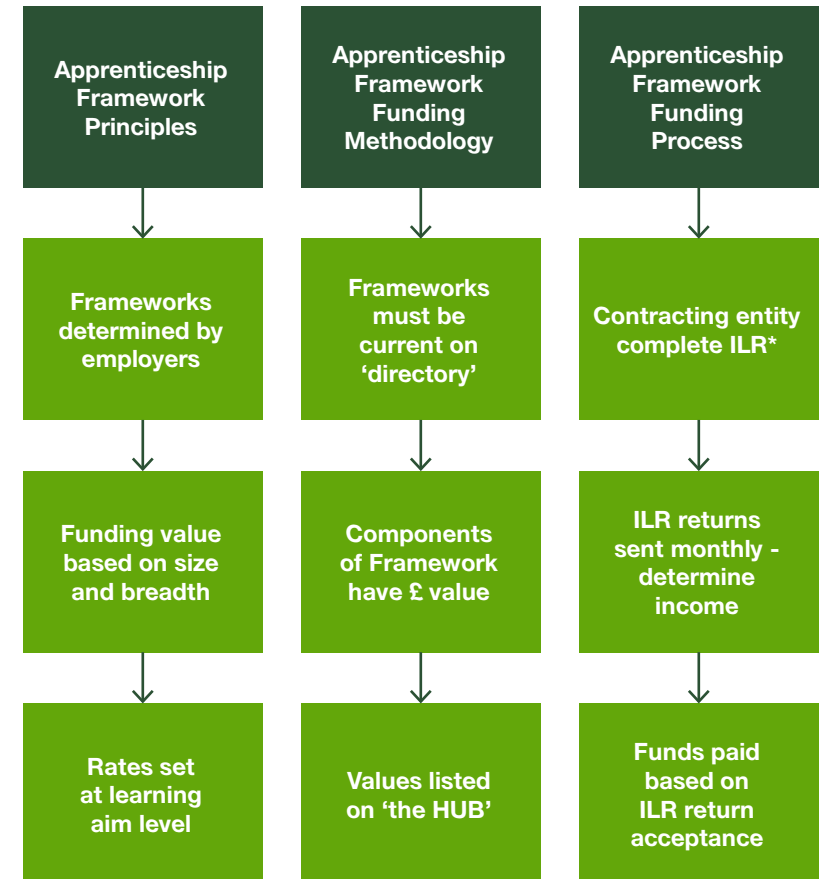 Apprenticeship
Framework
Principles
Apprenticeship
Framework
Funding
Methodology
Apprenticeship
Framework
Funding
Process
Frameworks
determined by
employers
Frameworks
must be
current on
‘directory’
Contracting entity
complete ILR*
Funding value
based on size
and breadth
Components
of Framework
have £ value
ILR returns
sent monthly -
determine
income
Rates set
at learning
aim level
Values listed
on ‘the HUB’
Funds paid
based on
ILR return
acceptance